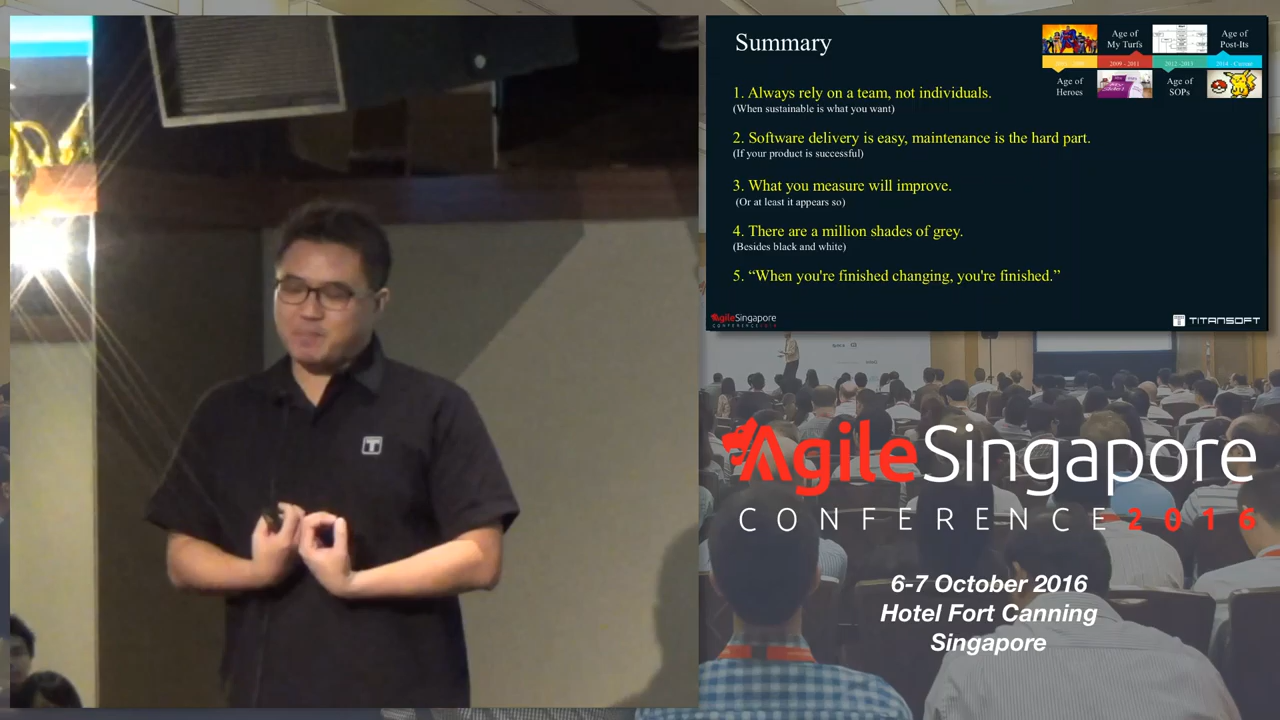 Summary
1. Always rely on a team, not individuals.
(When sustainable is what you want)
2. Software delivery is easy, maintenance is the hard part.
(If your product is successful)
3. What you measure will improve.
(Or at least it appears so)
4. There are a million shades of grey.
(Besides black and white)
5. “When you're finished changing, you're finished.”
Age of
My Turfs
Age of
Post-Its
2009 - 2011
2012 -2013
2014 - Current
Age of
Heroes
Age of
SOPs
AgileSingapore
CONFERENCE2016
TITANSOFT
T
AgileSingapore
CONFERENCE2016
6-7 October 2016
Hotel Fort Canning
Singapore